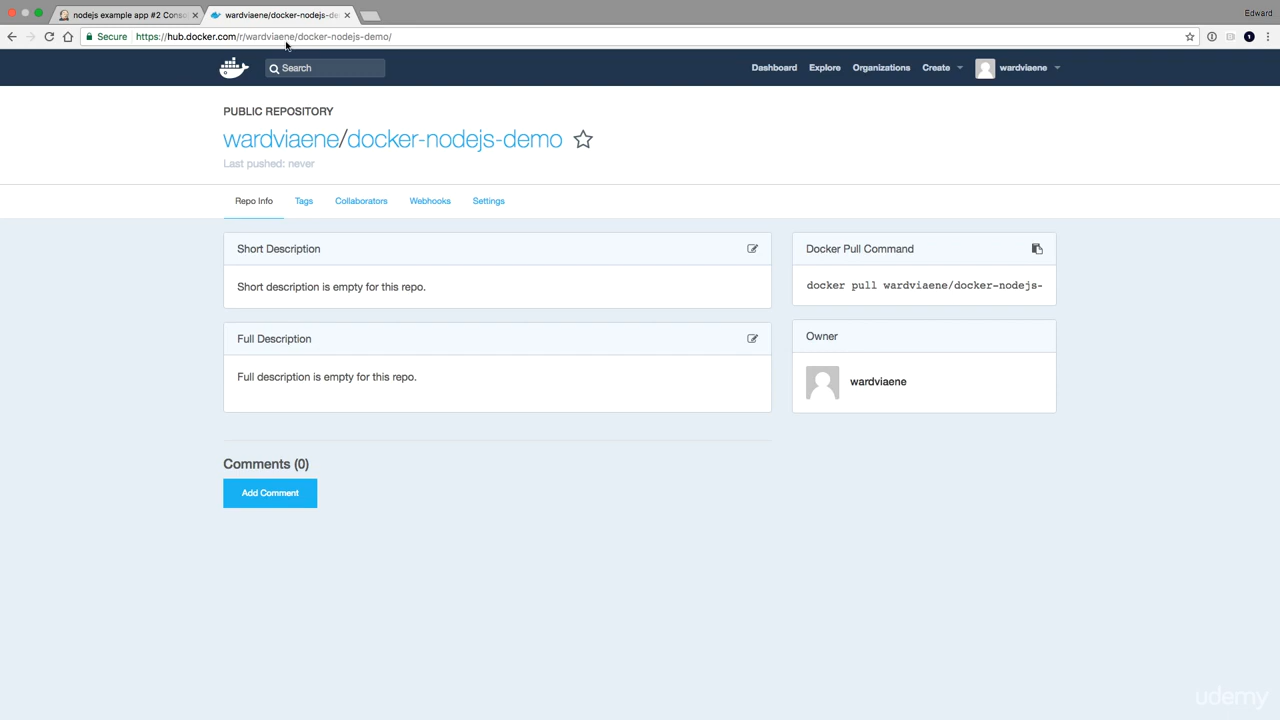 nodejs example app #2 Conso
wardviaene/docker-nodejs-de
Edward
Secure
https://hub.docker.com/r/wardviaene/docker-nodejs-demo/
Search
Dashboard
Explore
Organizations
Create
wardviaene
PUBLIC REPOSITORY
wardviaene/docker-nodejs-demo
Last pushed: never
Repo Info
Tags
Collaborators
Webhooks
Settings
Short Description
Short description is empty for this repo.
Full Description
Full description is empty for this repo.
Docker Pull Command
docker pull wardviaene/docker-nodejs-
Owner
wardviaene
Comments (0)
Add Comment
udemy